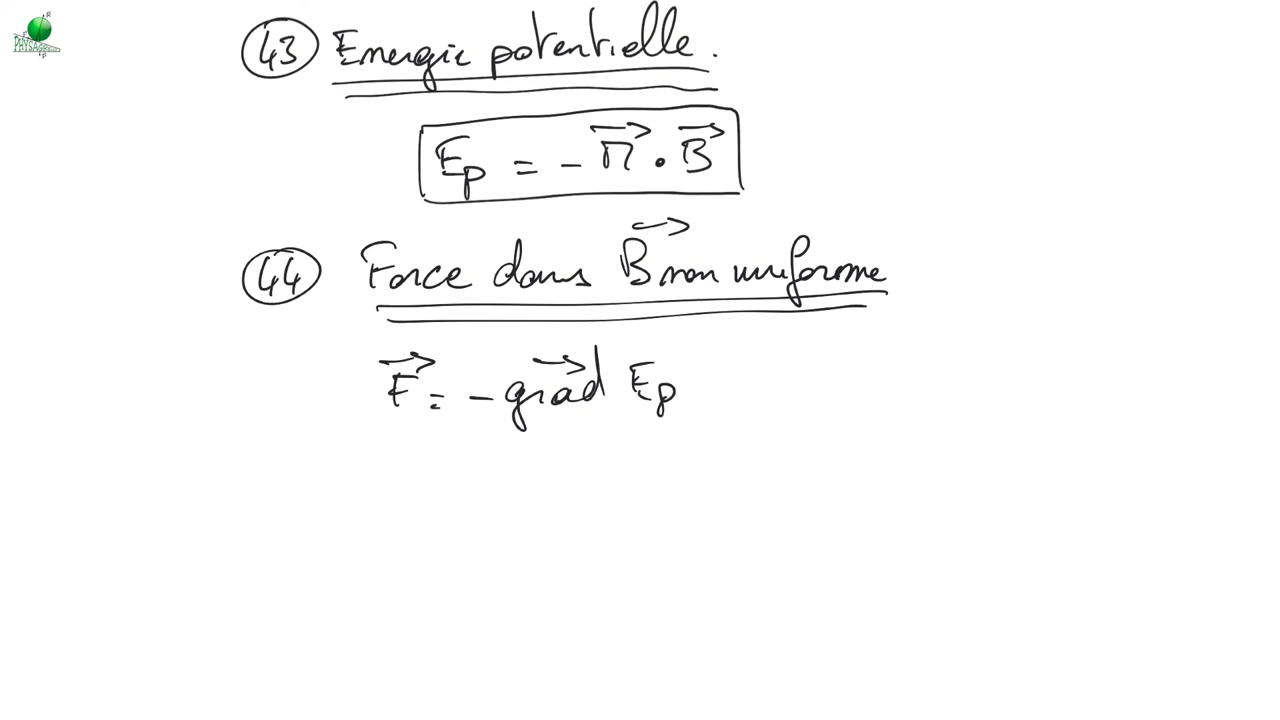 43 Energie potentielle.
Ep = - M⃗ • B⃗
44 Force dans B⃗ non uniforme
F⃗ = - grad⃗ Ep